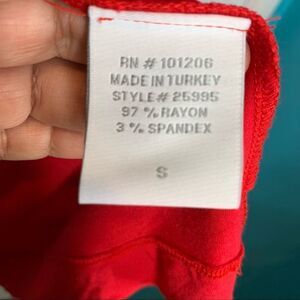 RN # 101206
MADE IN TURKEY
STYLE# 25995
97 % RAYON
3 % SPANDEX
S